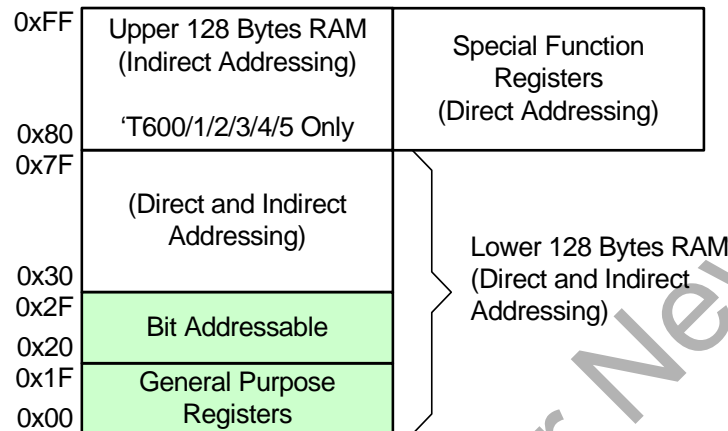 0xFF
Upper 128 Bytes RAM
(Indirect Addressing)
‘T600/1/2/3/4/5 Only
0x80
Special Function
Registers
(Direct Addressing)
0x7F
(Direct and Indirect
Addressing)
0x30
Lower 128 Bytes RAM
(Direct and Indirect
Addressing)
0x2F
Bit Addressable
0x20
0x1F
General Purpose
Registers
0x00